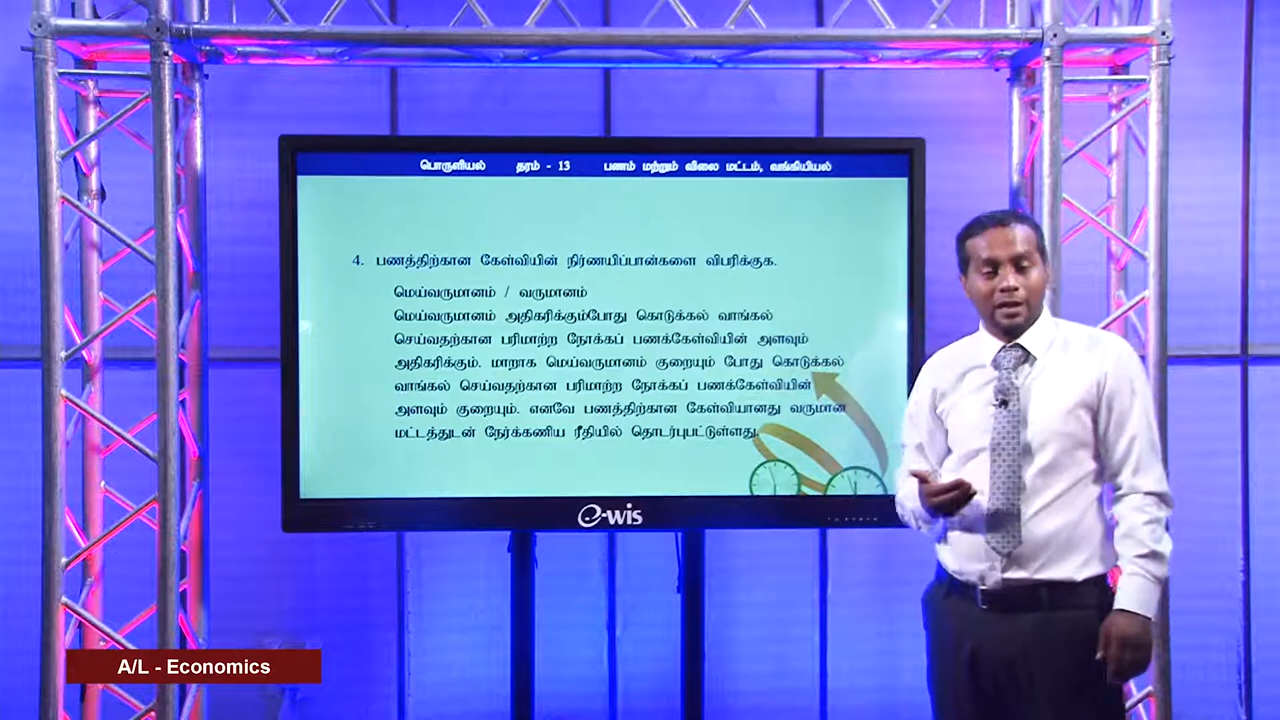 பொருளியல் தரம் - 13 பணம் மற்றும் விலை மட்டம், வங்கியியல்
4. பணத்திற்கான கேள்வியின் நிர்ணயிப்பான்களை விபரிக்குக.
மெய்வருமானம் / வருமானம்
மெய்வருமானம் அதிகரிக்கும்போது கொடுக்கல் வாங்கல்
செய்வதற்கான பரிமாற்ற நோக்கப் பணக்கேள்வியின் அளவும்
அதிகரிக்கும். மாறாக மெய்வருமானம் குறையும் போது கொடுக்கல்
வாங்கல் செய்வதற்கான பரிமாற்ற நோக்கப் பணக்கேள்வியின்
அளவும் குறையும். எனவே பணத்திற்கான கேள்வியானது வருமான
மட்டத்துடன் நேர்க்கணிய ரீதியில் தொடர்புபட்டுள்ளது.
e-wis
A/L - Economics